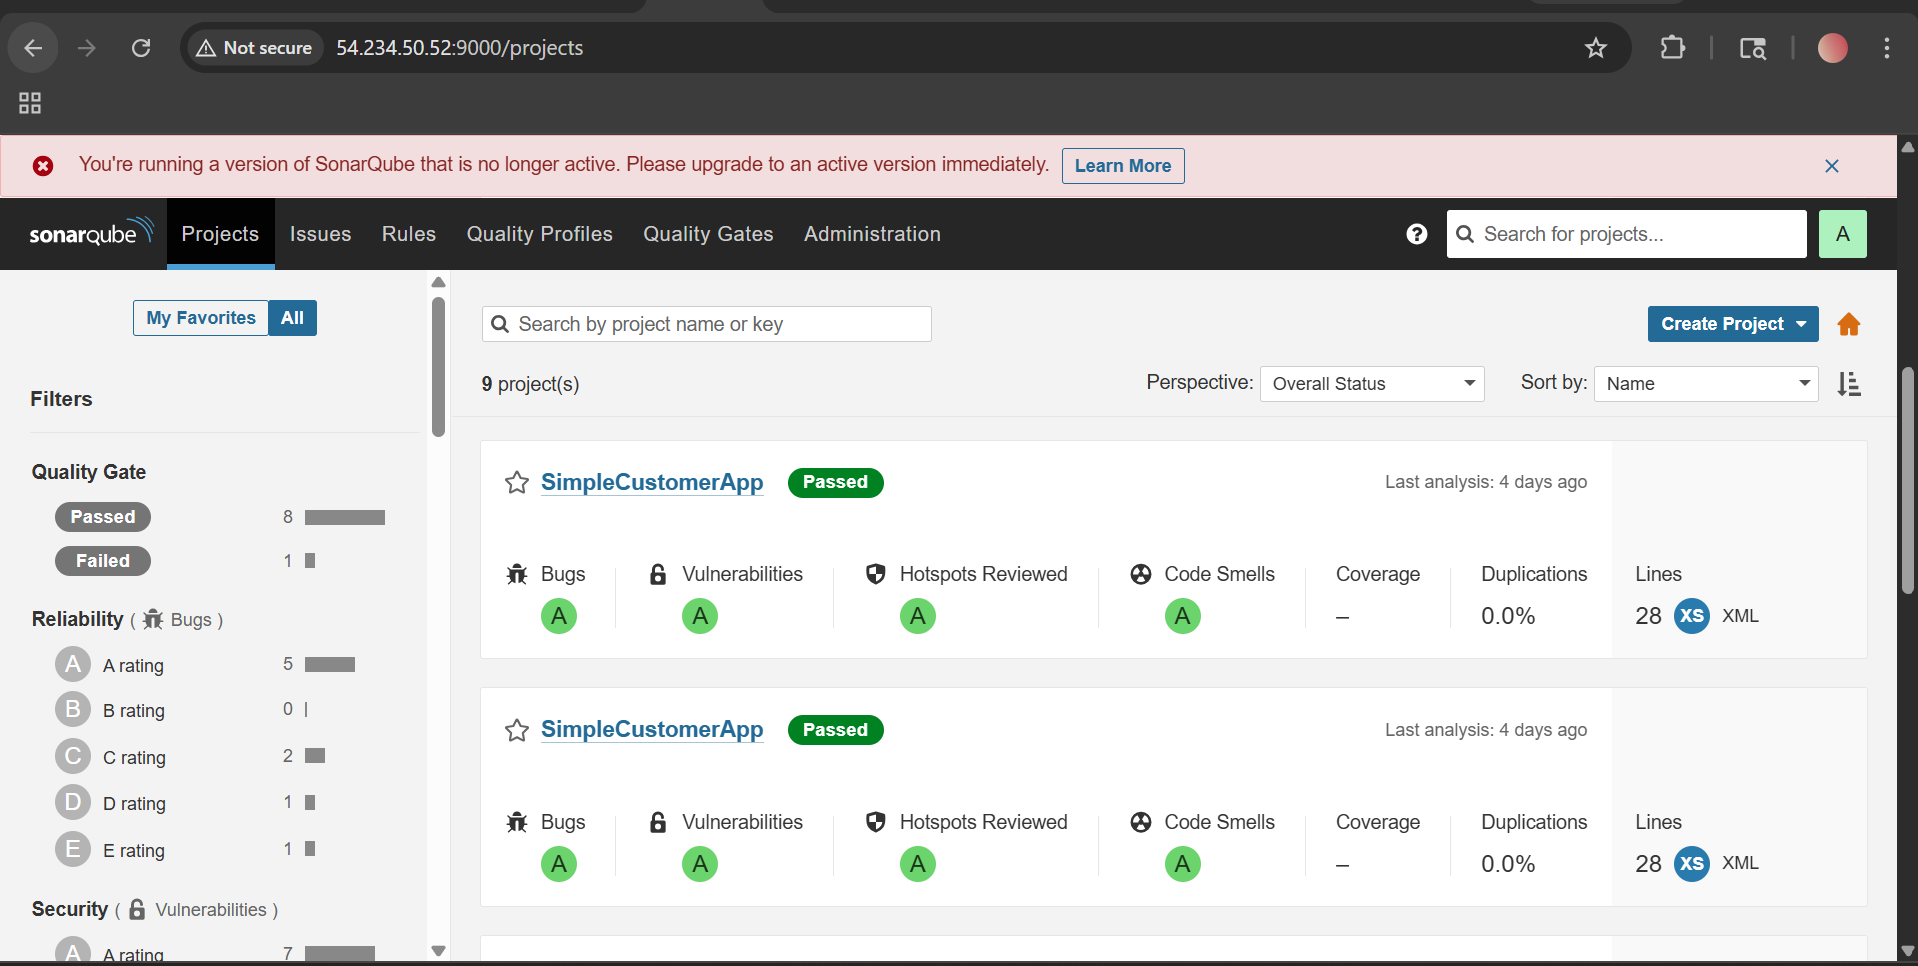 Not secure
54.234.50.52:9000/projects
You're running a version of SonarQube that is no longer active. Please upgrade to an active version immediately.
Learn More
sonarqube
Projects
Issues
Rules
Quality Profiles
Quality Gates
Administration
Search for projects...
A
My Favorites
All
Filters
Quality Gate
Passed 8
Failed 1
Reliability ( Bugs )
A A rating 5
B B rating 0
C C rating 2
D D rating 1
E E rating 1
Security ( Vulnerabilities )
A A rating 7
Search by project name or key
Create Project
9 project(s)
Perspective: Overall Status
Sort by: Name
SimpleCustomerApp Passed Last analysis: 4 days ago
Bugs Vulnerabilities Hotspots Reviewed Code Smells Coverage Duplications Lines
A A A A – 0.0% 28 XS XML
SimpleCustomerApp Passed Last analysis: 4 days ago
Bugs Vulnerabilities Hotspots Reviewed Code Smells Coverage Duplications Lines
A A A A – 0.0% 28 XS XML